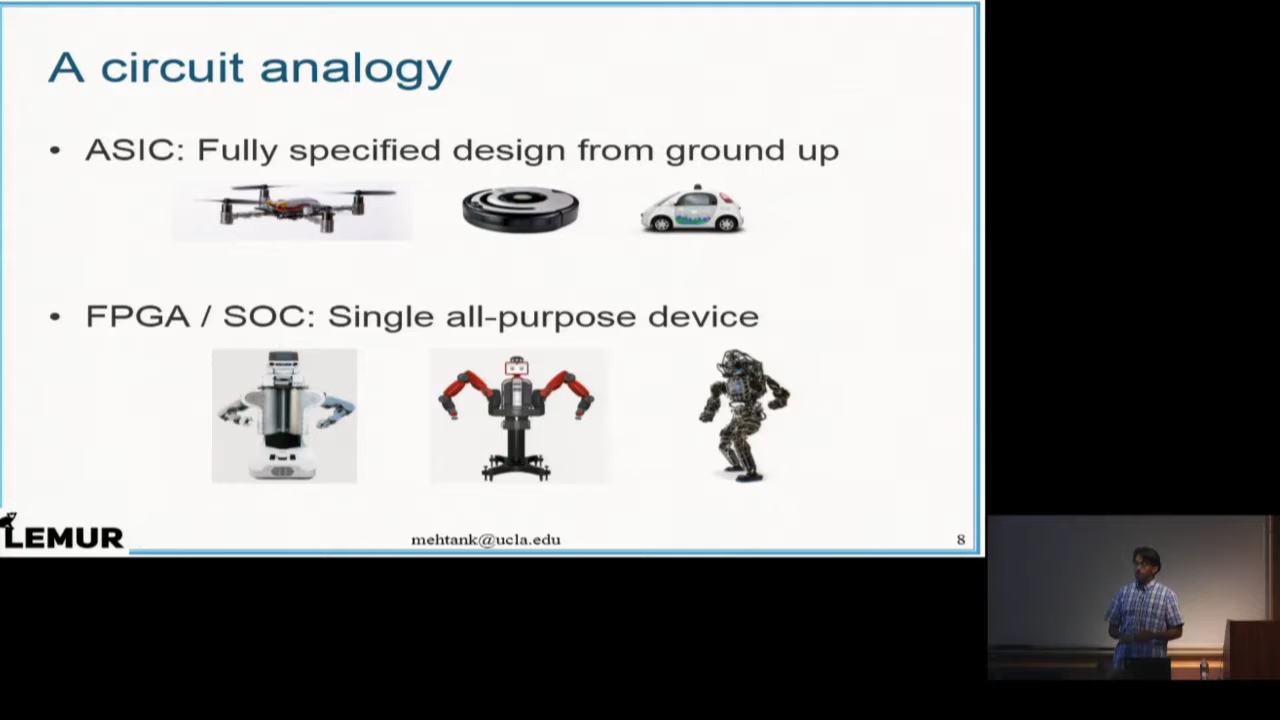 A circuit analogy
• ASIC: Fully specified design from ground up
• FPGA / SOC: Single all-purpose device
LEMUR
mehtank@ucla.edu
8